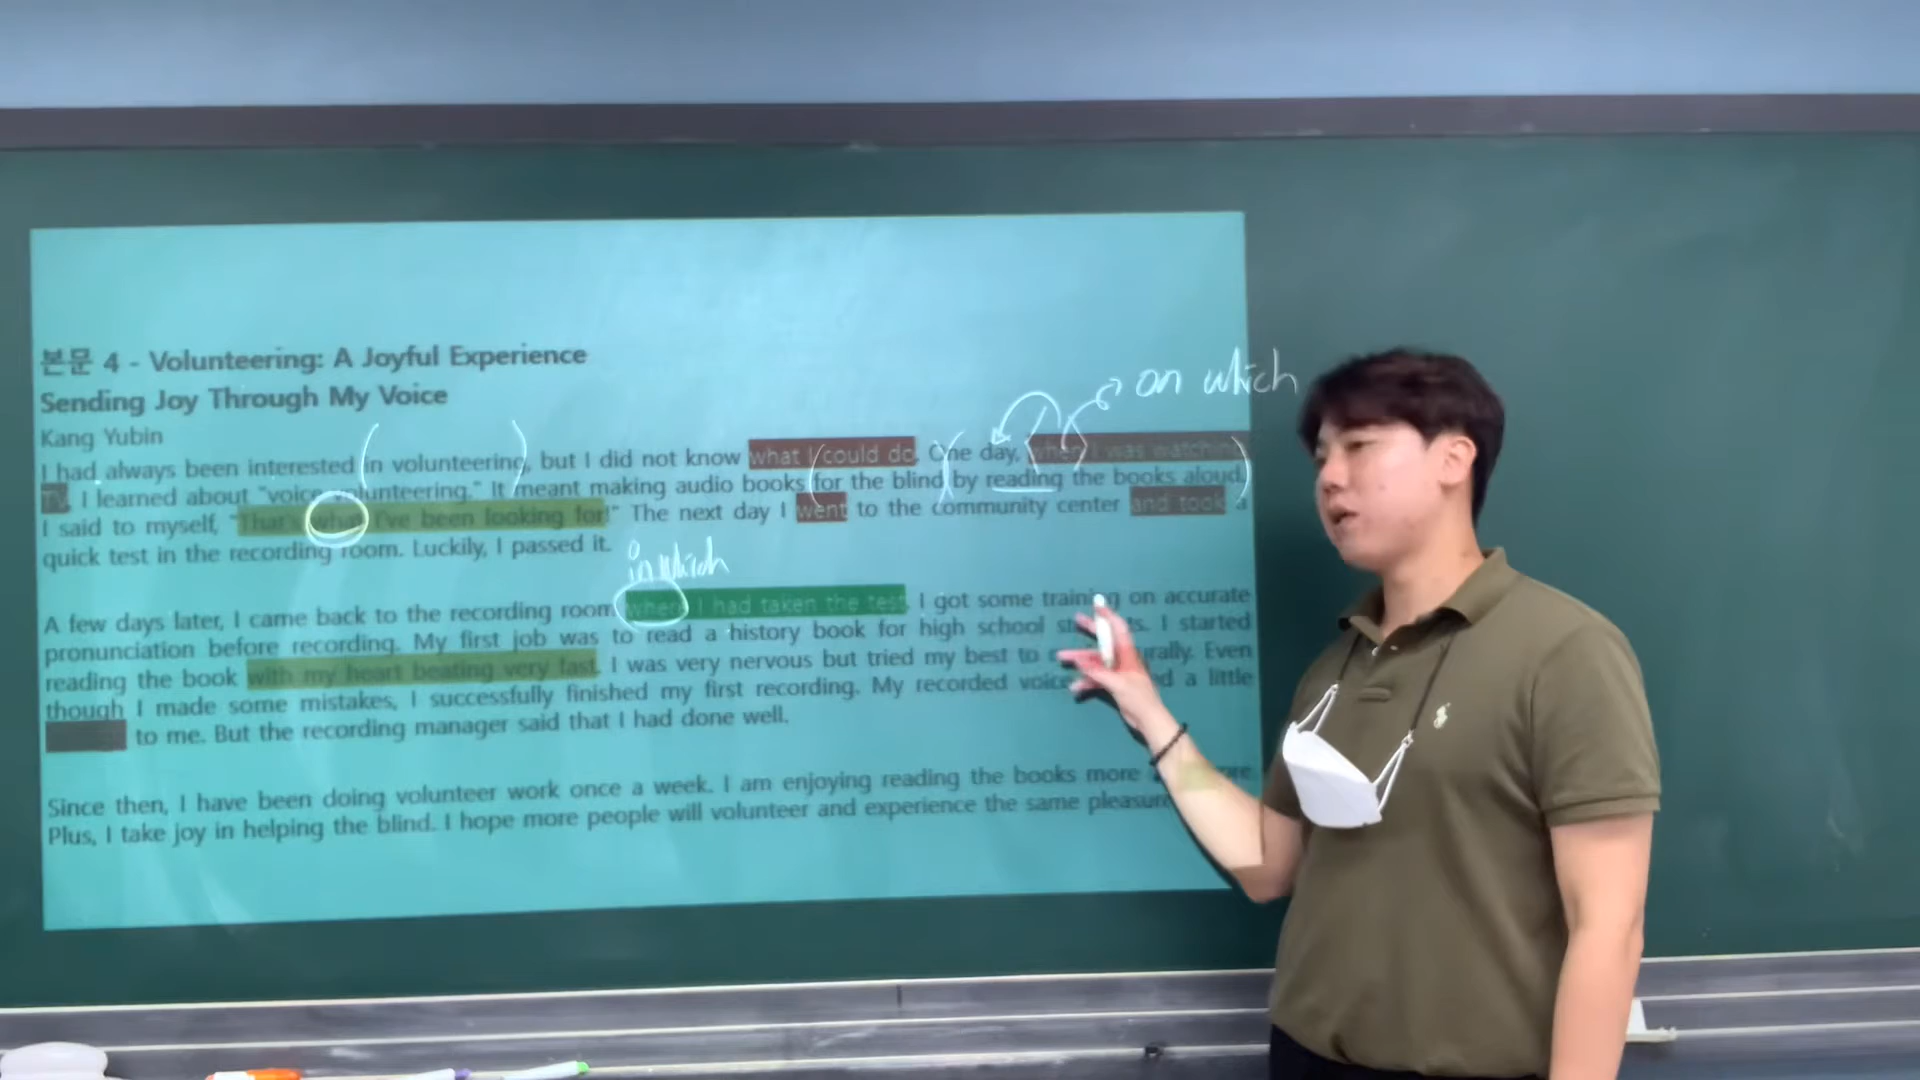 본문 4 - Volunteering: A Joyful Experience
Sending Joy Through My Voice
Kang Yubin
on which
I had always been interested in volunteering, but I did not know what I could do. One day, when I was watching
TV, I learned about "voice volunteering." It meant making audio books for the blind by reading the books aloud.
I said to myself, "That's what I've been looking for!" The next day I went to the community center and took a
quick test in the recording room. Luckily, I passed it.
in which
A few days later, I came back to the recording room where I had taken the test. I got some training on accurate
pronunciation before recording. My first job was to read a history book for high school I started
reading the book with my heart beating very fast. I was very nervous but tried my best to Even
though I made some mistakes, I successfully finished my first recording. My recorded voice a little
to me. But the recording manager said that I had done well.
Since then, I have been doing volunteer work once a week. I am enjoying reading the books more
Plus, I take joy in helping the blind. I hope more people will volunteer and experience the same